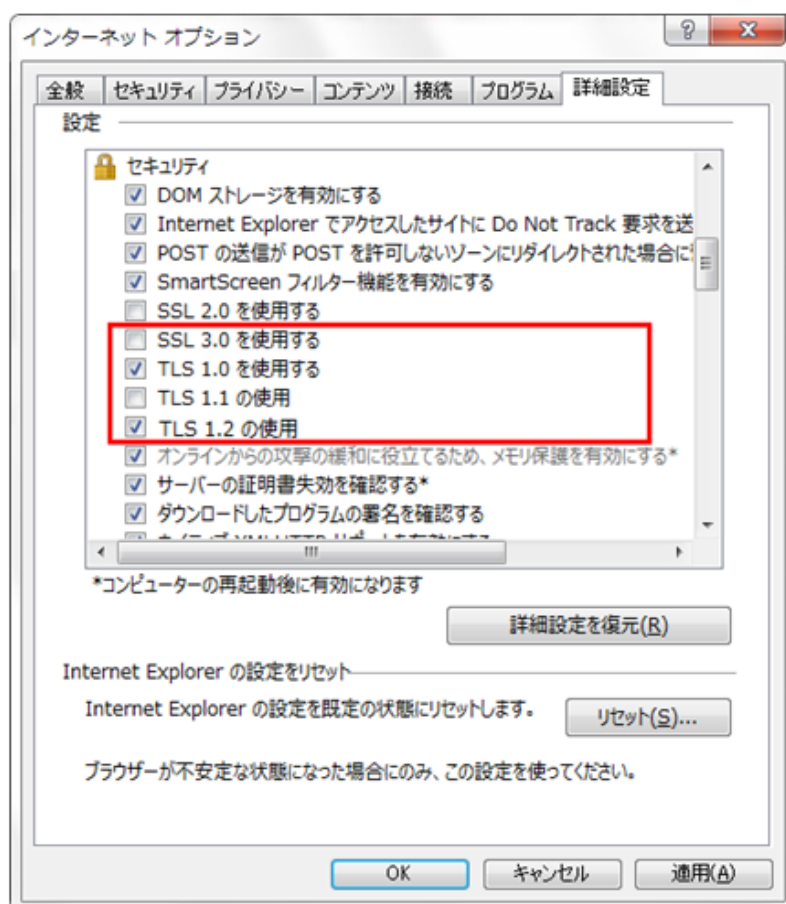 インターネット オプション
全般 セキュリティ プライバシー コンテンツ 接続 プログラム 詳細設定
設定
セキュリティ
DOM ストレージを有効にする
Internet Explorer でアクセスしたサイトに Do Not Track 要求を送
POST の送信が POST を許可しないゾーンにリダイレクトされた場合に
SmartScreen フィルター機能を有効にする
SSL 2.0 を使用する
SSL 3.0 を使用する
TLS 1.0 を使用する
TLS 1.1 の使用
TLS 1.2 の使用
オンラインからの攻撃の緩和に役立てるため、メモリ保護を有効にする*
サーバーの証明書失効を確認する*
ダウンロードしたプログラムの署名を確認する
*コンピューターの再起動後に有効になります
詳細設定を復元(R)
Internet Explorer の設定をリセット
Internet Explorer の設定を既定の状態にリセットします。
リセット(S)...
ブラウザーが不安定な状態になった場合にのみ、この設定を使ってください。
OK キャンセル 適用(A)